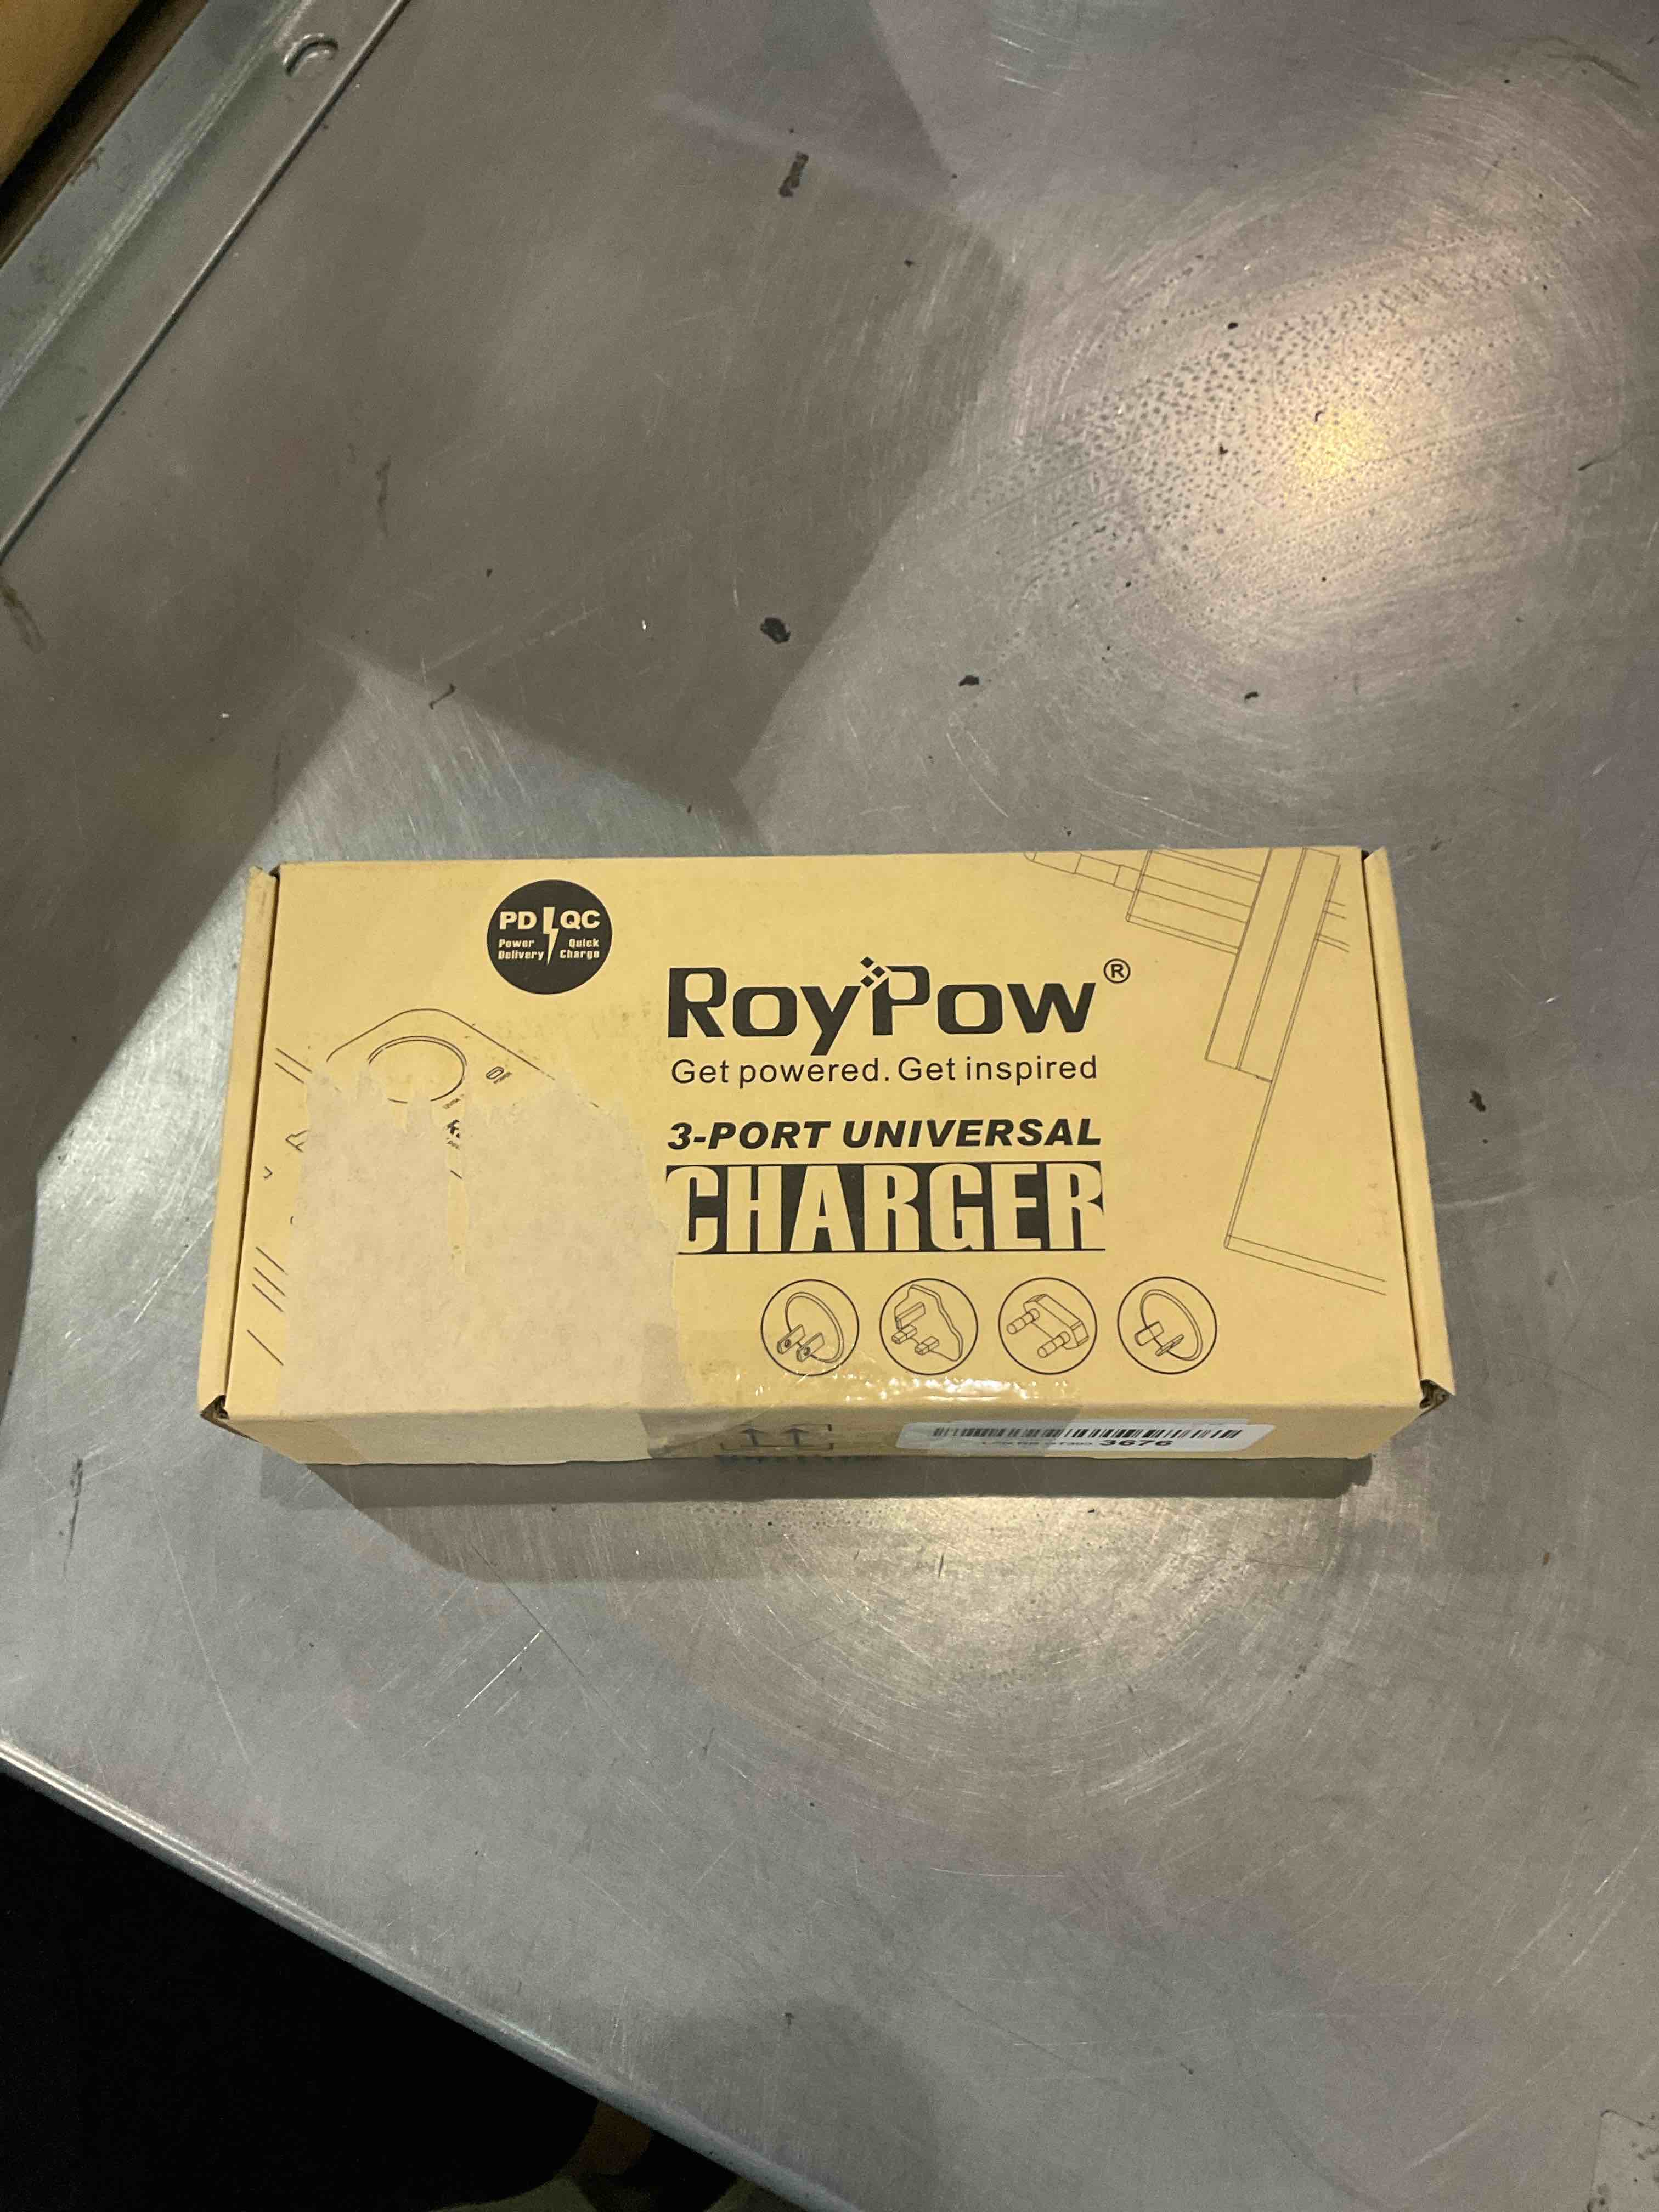 PD QC
Power Quick
Delivery Charge
RoyPow®
Get powered. Get inspired
3-PORT UNIVERSAL
CHARGER
3676